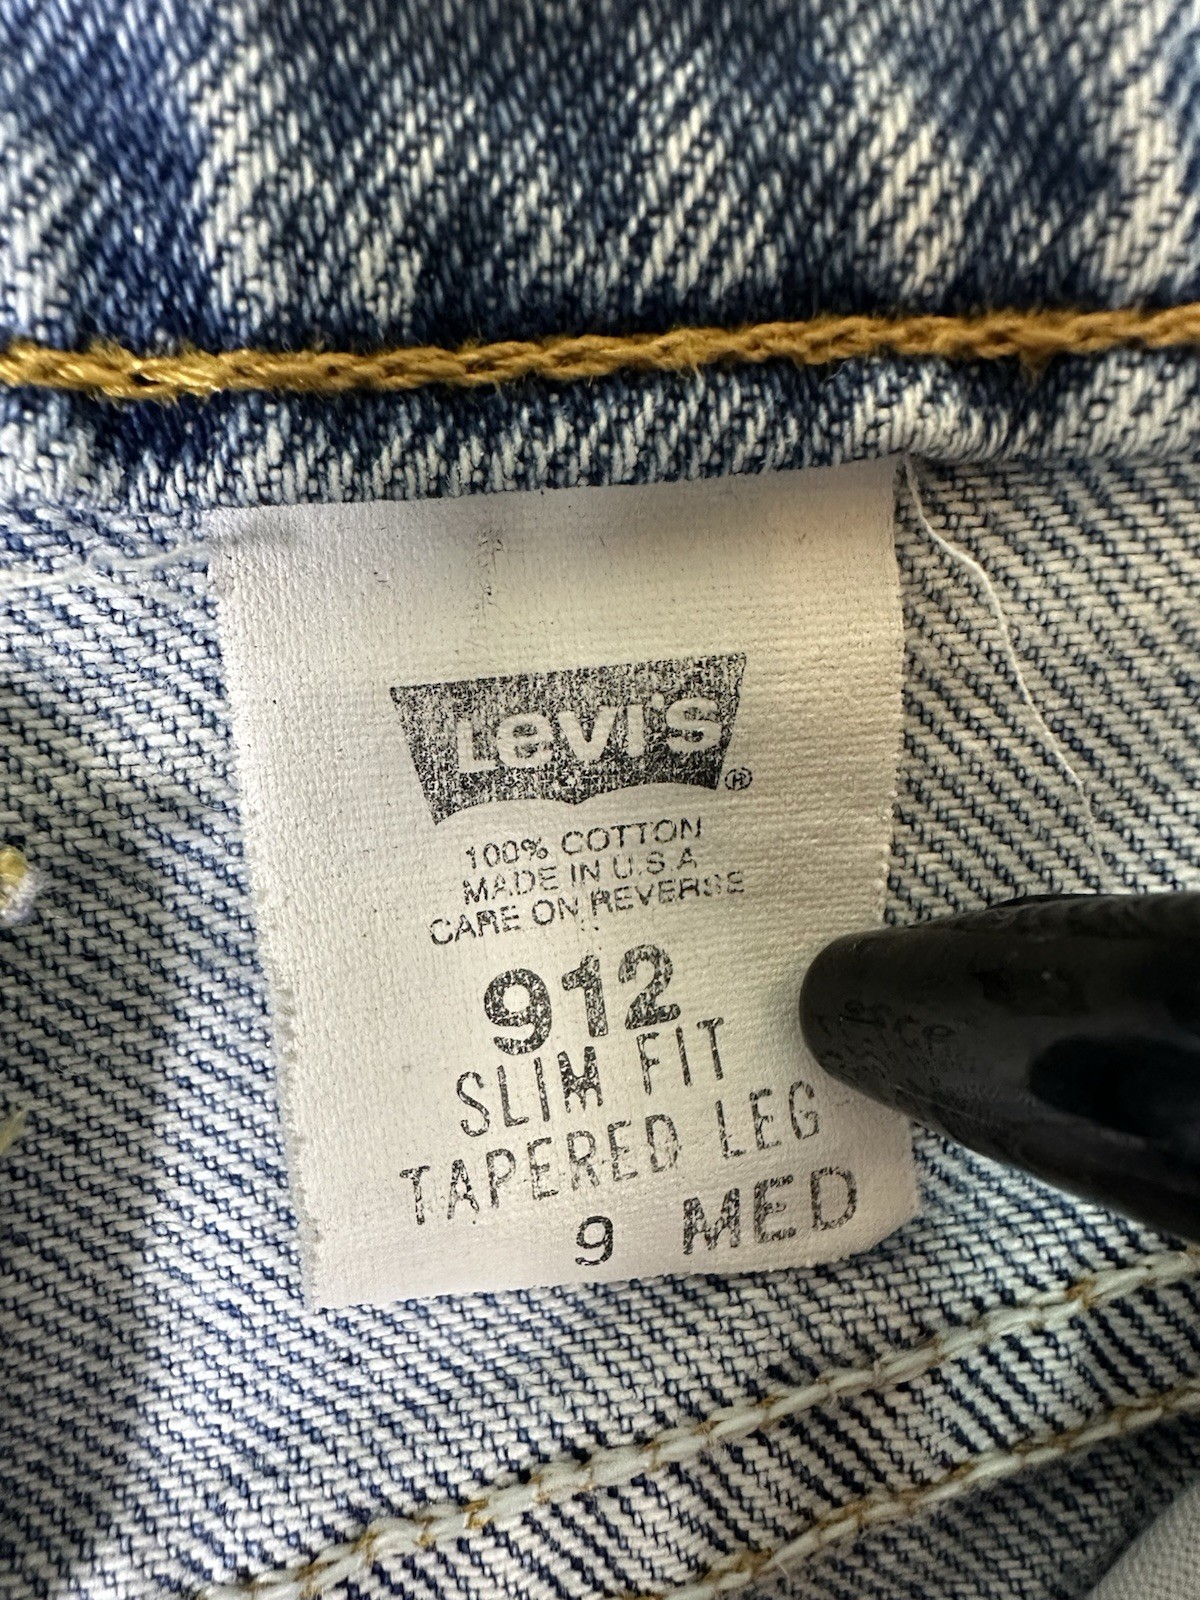 Levi's ®
100% COTTON
MADE IN U.S.A
CARE ON REVERSE
912
SLIM FIT
TAPERED LEG
9 MED